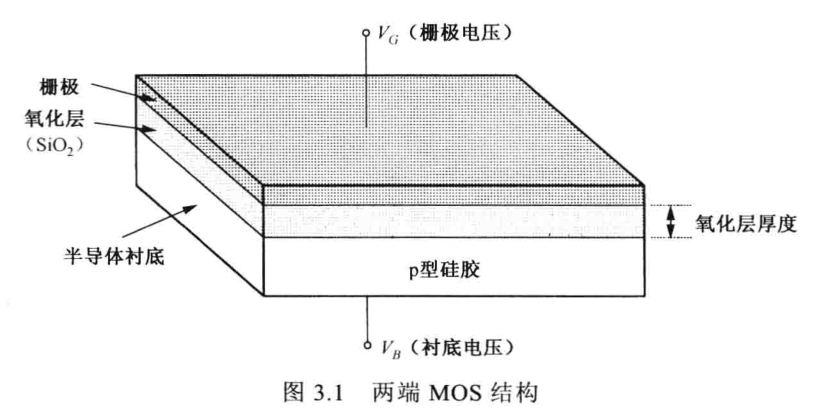 V_G（栅极电压）
栅极
氧化层
（SiO₂）
氧化层厚度
半导体衬底
p型硅胶
V_B（衬底电压）
图 3.1 两端 MOS 结构